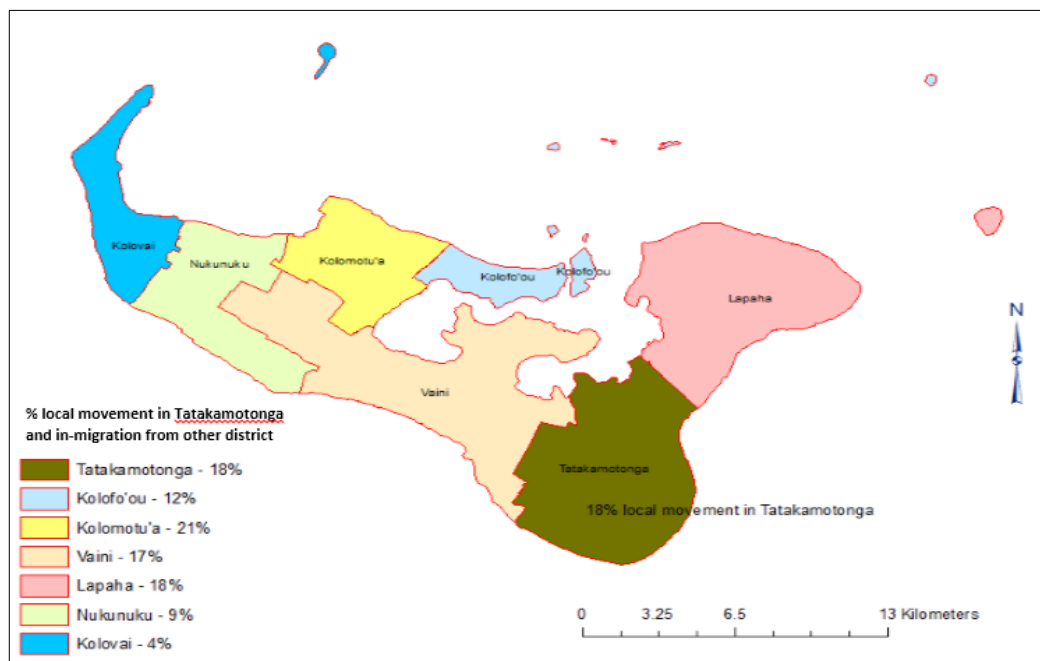 Kolovai
Nukunuku
Kolomotu'a
Kolofo'ou
Kolofo'ou
Lapaha
N
Vaini
Tatakamotonga
18% local movement in Tatakamotonga
% local movement in Tatakamotonga
and in-migration from other district
Tatakamotonga - 18%
Kolofo'ou - 12%
Kolomotu'a - 21%
Vaini - 17%
Lapaha - 18%
Nukunuku - 9%
Kolovai - 4%
0 3.25 6.5 13 Kilometers